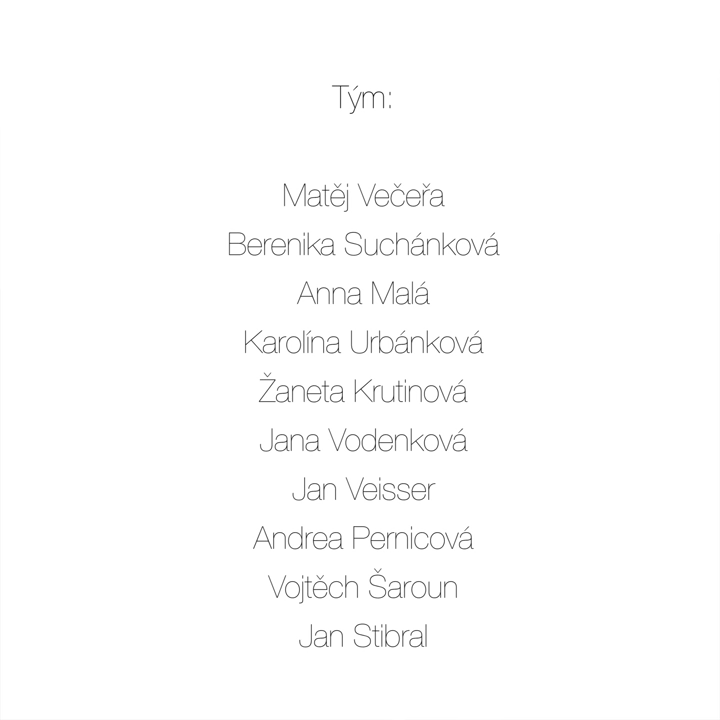 Tým:
Matěj Večeřa
Berenika Suchánková
Anna Malá
Karolína Urbánková
Žaneta Krutinová
Jana Vodenková
Jan Veisser
Andrea Pernicová
Vojtěch Šaroun
Jan Stibral